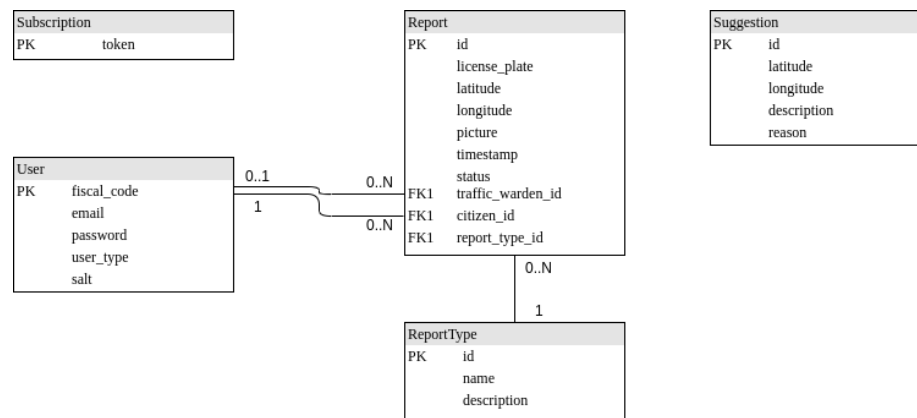 Subscription
PK token
Report
PK id
license_plate
latitude
longitude
picture
timestamp
status
FK1 traffic_warden_id
FK1 citizen_id
FK1 report_type_id
Suggestion
PK id
latitude
longitude
description
reason
User
PK fiscal_code
email
password
user_type
salt
0..1
0..N
1
0..N
0..N
1
ReportType
PK id
name
description